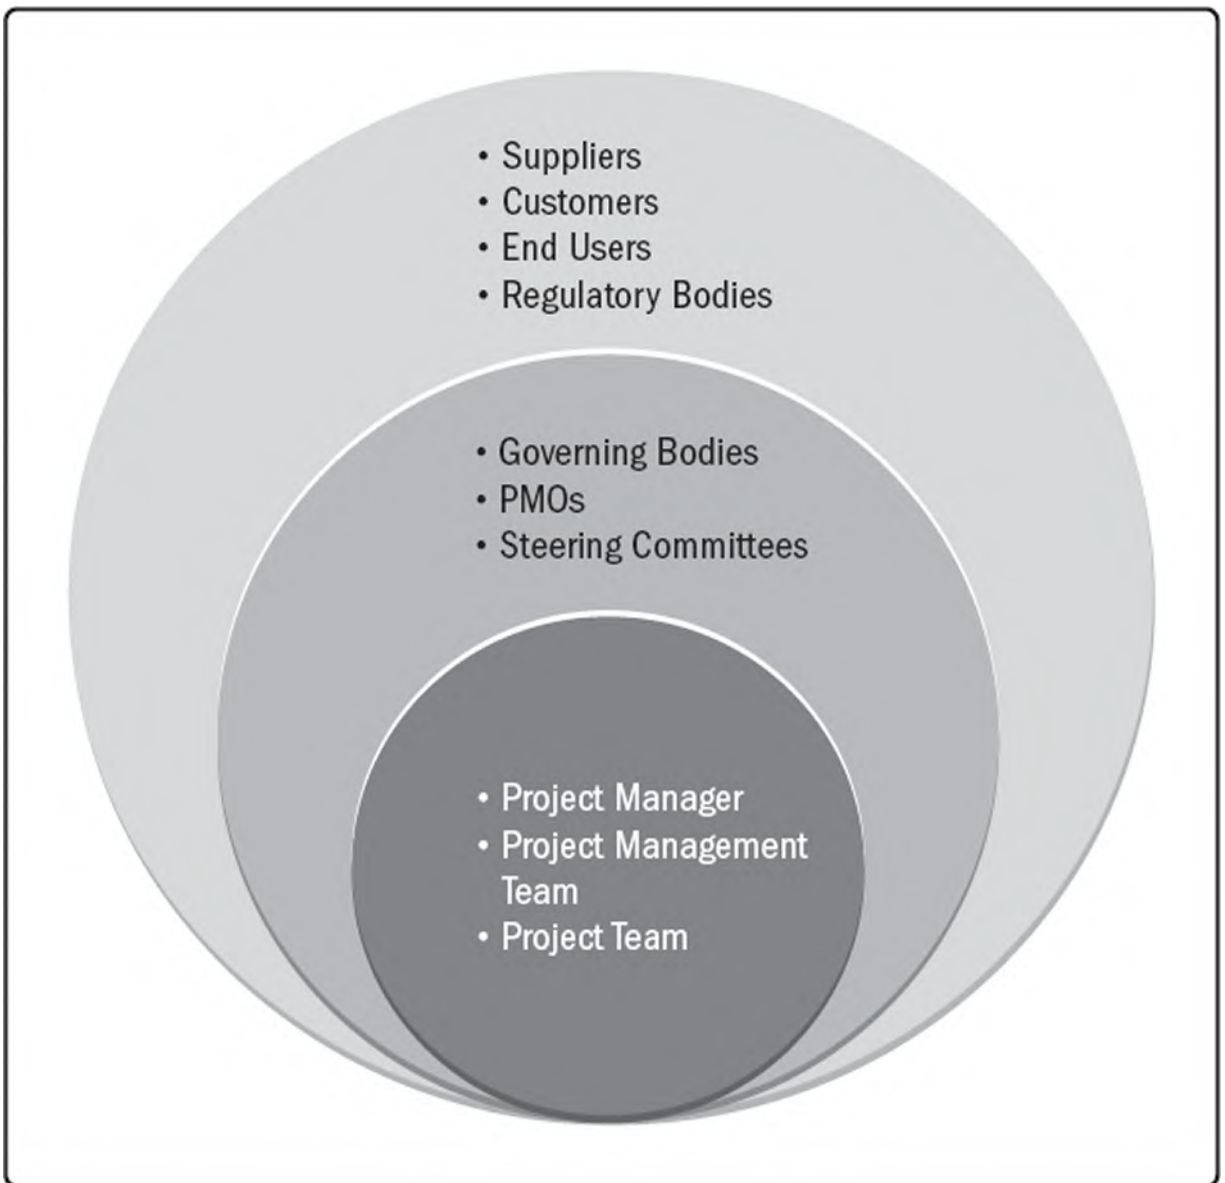 • Suppliers
• Customers
• End Users
• Regulatory Bodies
• Governing Bodies
• PMOs
• Steering Committees
• Project Manager
• Project Management
Team
• Project Team